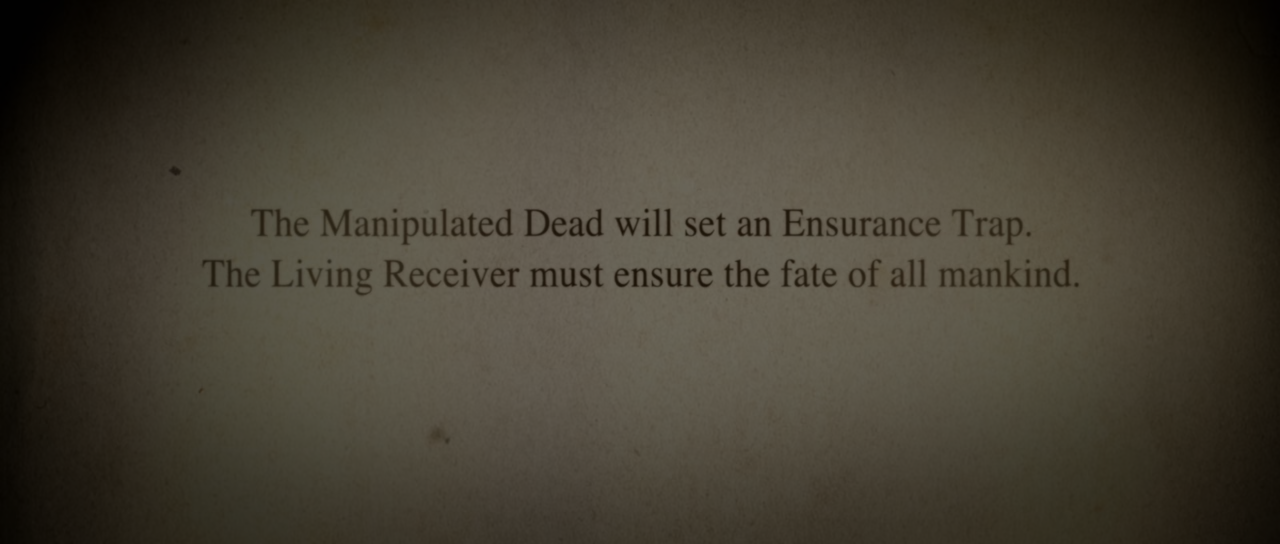 The Manipulated Dead will set an Ensurance Trap.
The Living Receiver must ensure the fate of all mankind.